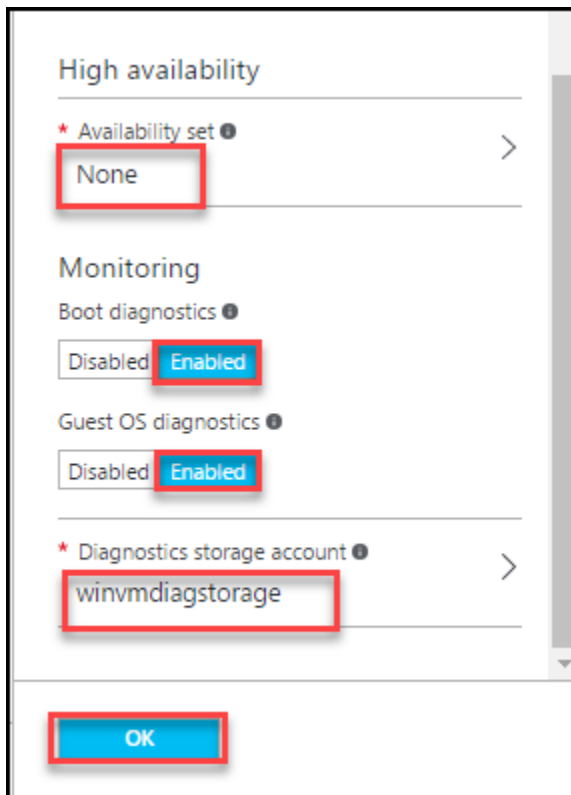 High availability
* Availability set
None
Monitoring
Boot diagnostics
Disabled Enabled
Guest OS diagnostics
Disabled Enabled
* Diagnostics storage account
winvmdiagstorage
OK